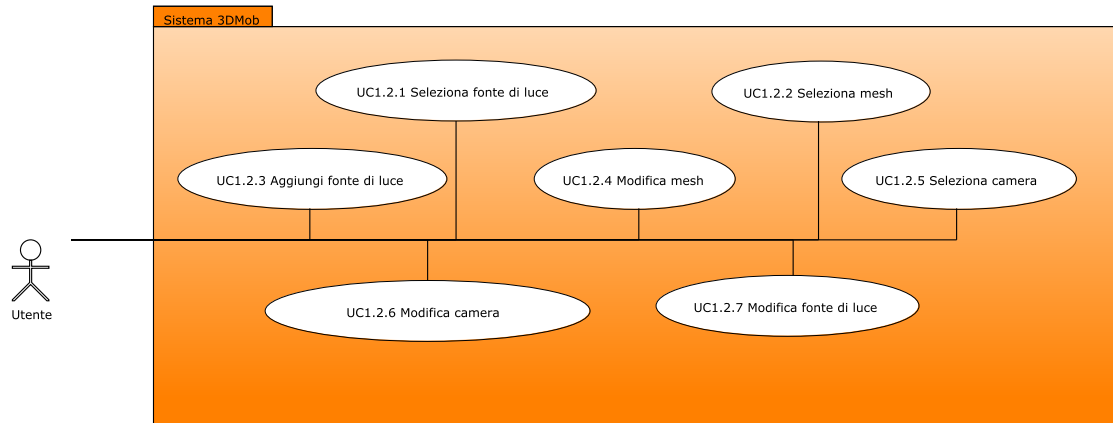 Sistema 3DMob
UC1.2.1 Seleziona fonte di luce
UC1.2.2 Seleziona mesh
UC1.2.3 Aggiungi fonte di luce
UC1.2.4 Modifica mesh
UC1.2.5 Seleziona camera
Utente
UC1.2.6 Modifica camera
UC1.2.7 Modifica fonte di luce